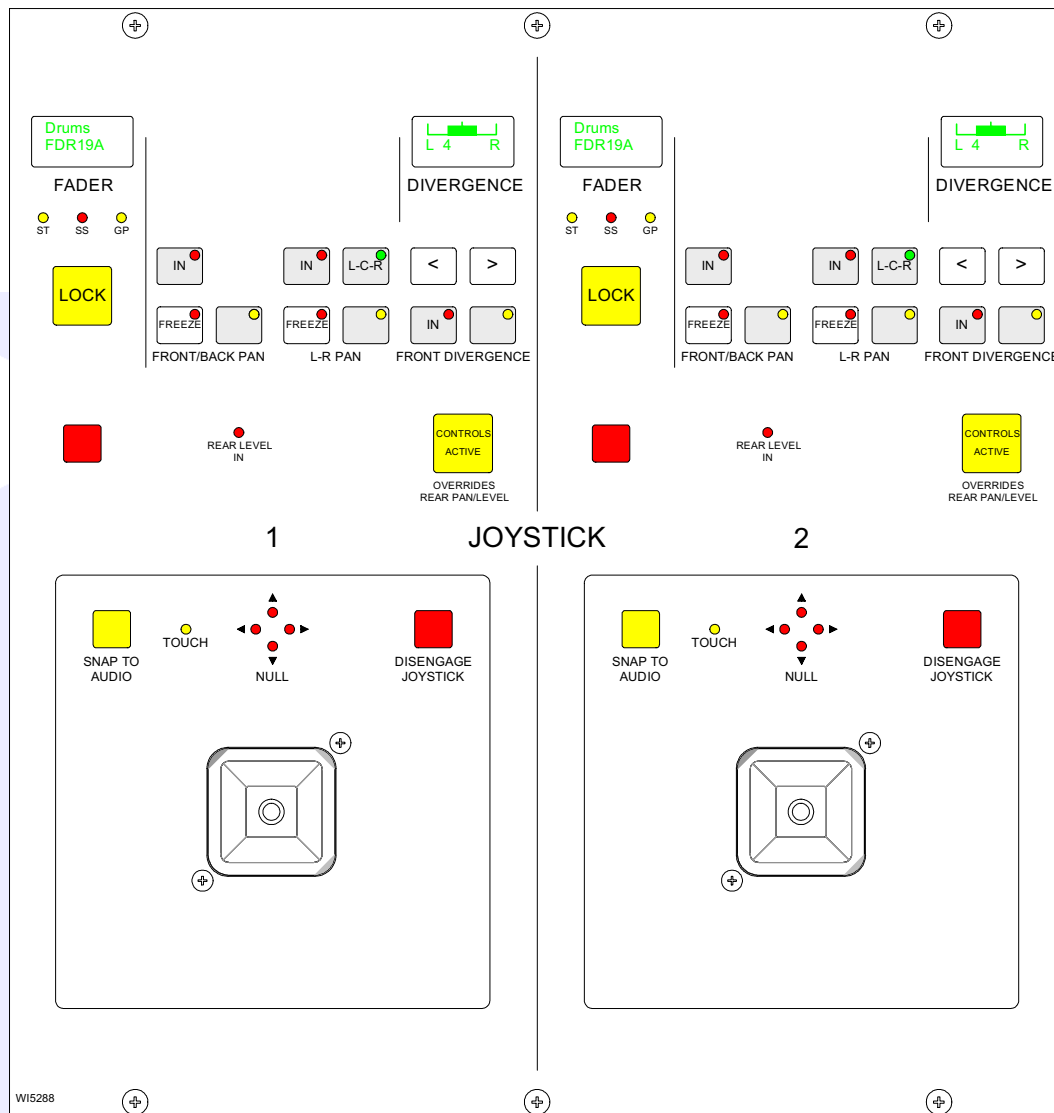 Drums
FDR19A
L 4 R
FADER
DIVERGENCE
ST SS GP
IN
IN
L-C-R
<
>
LOCK
FREEZE
FREEZE
IN
FRONT/BACK PAN
L-R PAN
FRONT DIVERGENCE
REAR LEVEL
IN
CONTROLS
ACTIVE
OVERRIDES
REAR PAN/LEVEL
Drums
FDR19A
L 4 R
FADER
DIVERGENCE
ST SS GP
IN
IN
L-C-R
<
>
LOCK
FREEZE
FREEZE
IN
FRONT/BACK PAN
L-R PAN
FRONT DIVERGENCE
REAR LEVEL
IN
CONTROLS
ACTIVE
OVERRIDES
REAR PAN/LEVEL
1 JOYSTICK 2
SNAP TO
AUDIO
TOUCH
NULL
DISENGAGE
JOYSTICK
SNAP TO
AUDIO
TOUCH
NULL
DISENGAGE
JOYSTICK
WI5288